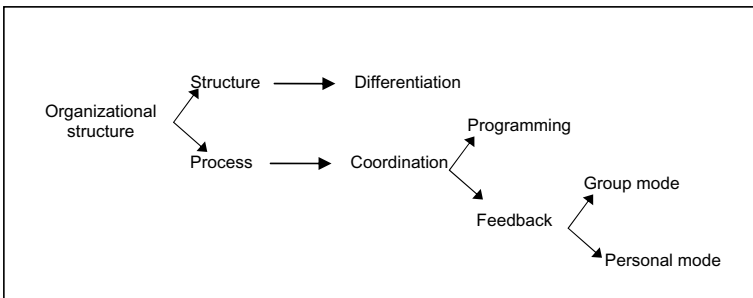 Structure
Differentiation
Organizational
structure
Programming
Process
Coordination
Group mode
Feedback
Personal mode